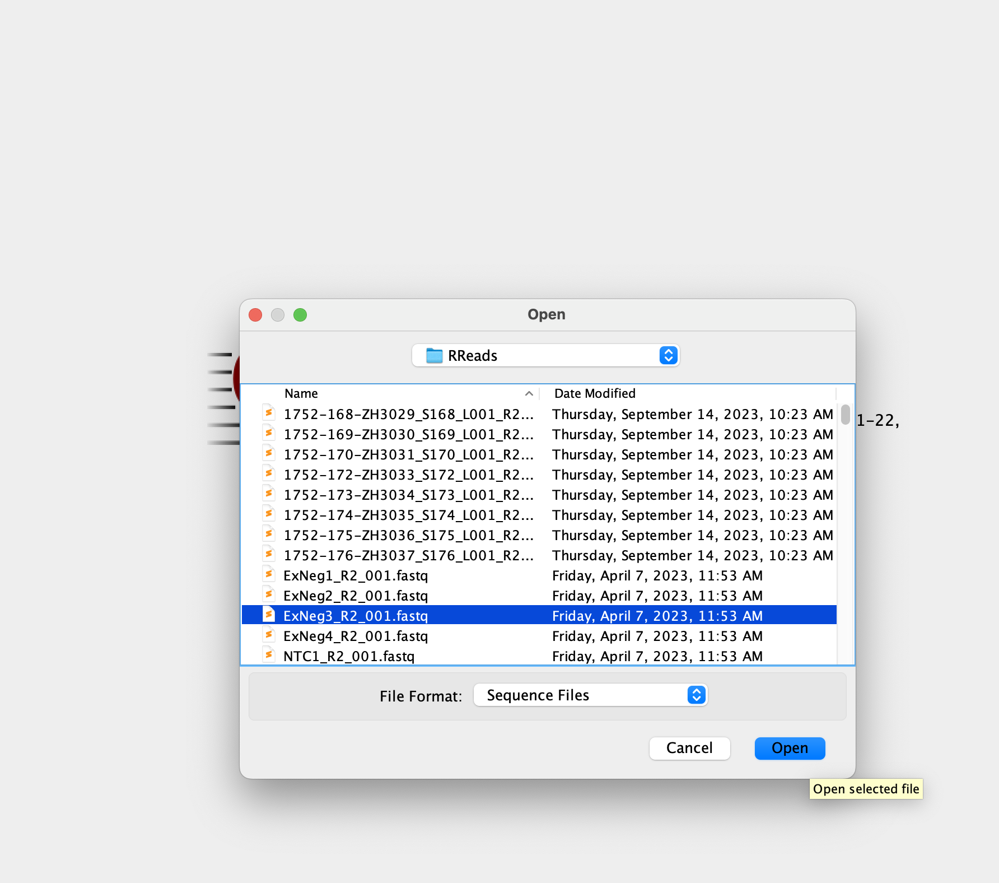 Open
RReads
Name Date Modified
1752-168-ZH3029_S168_L001_R2... Thursday, September 14, 2023, 10:23 AM
1-22,
1752-169-ZH3030_S169_L001_R2... Thursday, September 14, 2023, 10:23 AM
1752-170-ZH3031_S170_L001_R2... Thursday, September 14, 2023, 10:23 AM
1752-172-ZH3033_S172_L001_R2... Thursday, September 14, 2023, 10:23 AM
1752-173-ZH3034_S173_L001_R2... Thursday, September 14, 2023, 10:23 AM
1752-174-ZH3035_S174_L001_R2... Thursday, September 14, 2023, 10:23 AM
1752-175-ZH3036_S175_L001_R2... Thursday, September 14, 2023, 10:23 AM
1752-176-ZH3037_S176_L001_R2... Thursday, September 14, 2023, 10:23 AM
ExNeg1_R2_001.fastq Friday, April 7, 2023, 11:53 AM
ExNeg2_R2_001.fastq Friday, April 7, 2023, 11:53 AM
ExNeg3_R2_001.fastq Friday, April 7, 2023, 11:53 AM
ExNeg4_R2_001.fastq Friday, April 7, 2023, 11:53 AM
NTC1_R2_001.fastq Friday, April 7, 2023, 11:53 AM
File Format: Sequence Files
Cancel Open
Open selected file